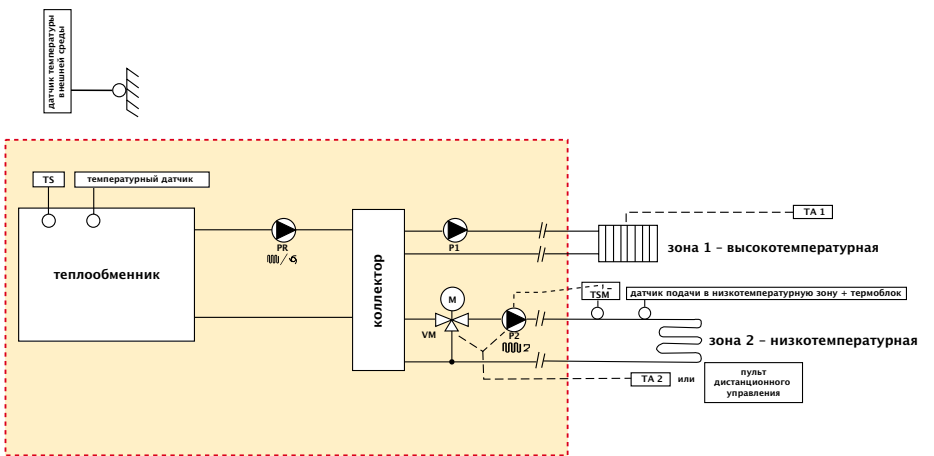 датчик температуры
внешней среды
TS
температурный датчик
TA 1
PR
P1
зона 1 – высокотемпературная
теплообменник
коллектор
TSM
датчик подачи в низкотемпературную зону + термоблок
M
VM
P2
зона 2 – низкотемпературная
TA 2
или
пульт
дистанционного
управления